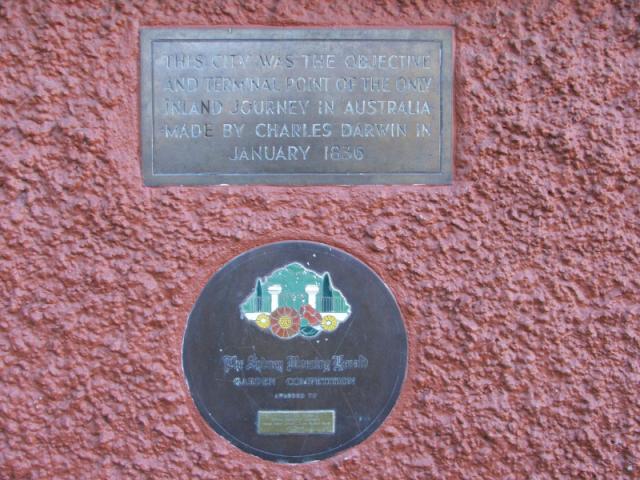 THIS CITY WAS THE OBJECTIVE
AND TERMINAL POINT OF THE ONLY
INLAND JOURNEY IN AUSTRALIA
MADE BY CHARLES DARWIN IN
JANUARY 1836
The Sydney Morning Herald
GARDEN COMPETITION
AWARDED TO